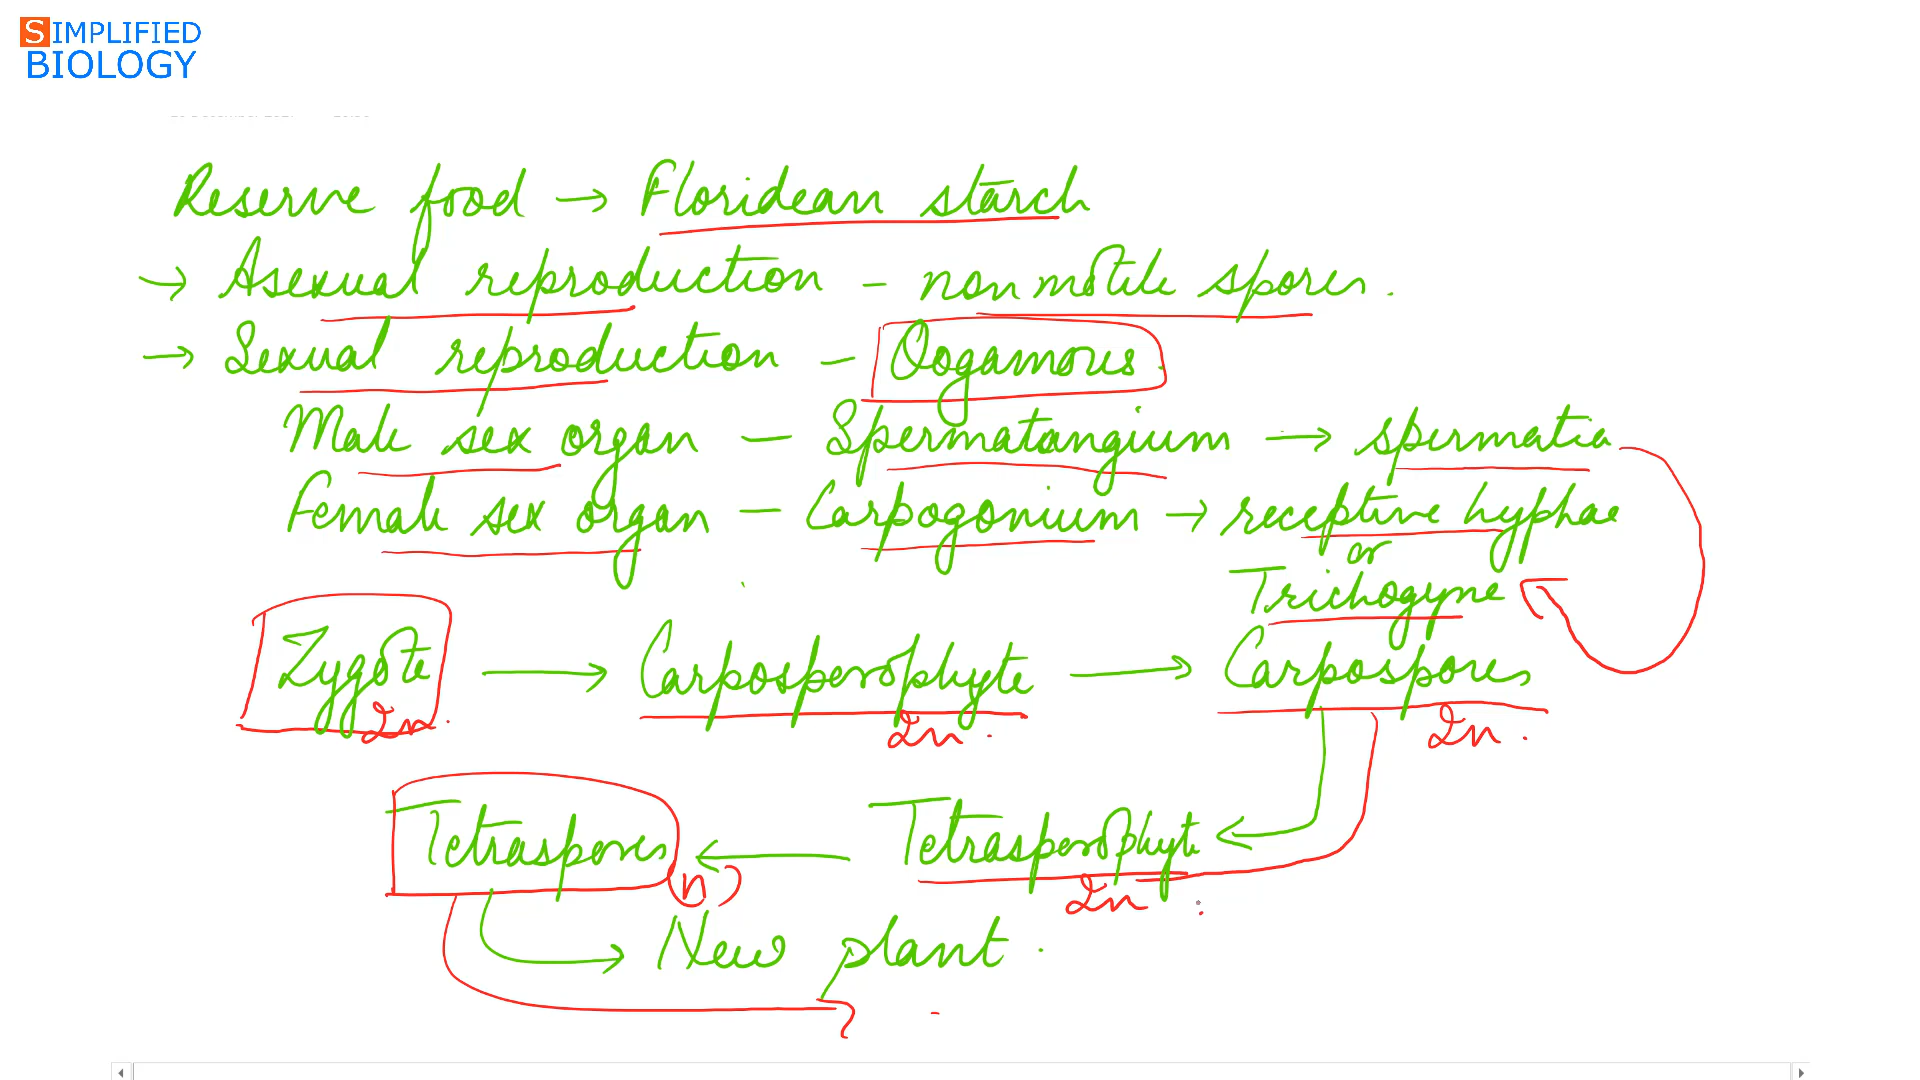 SIMPLIFIED
BIOLOGY
Reserve food → Floridean starch
→ Asexual reproduction – non motile spores.
→ Sexual reproduction – Oogamous.
Male sex organ – Spermatangium → spermatia
Female sex organ – Carpogonium → receptive hyphae
or
Trichogyne
Zygote → Carposporophyte → Carpospores
2n. 2n. 2n.
Tetraspores ← Tetrasporophyte
(n) 2n
→ New plant.